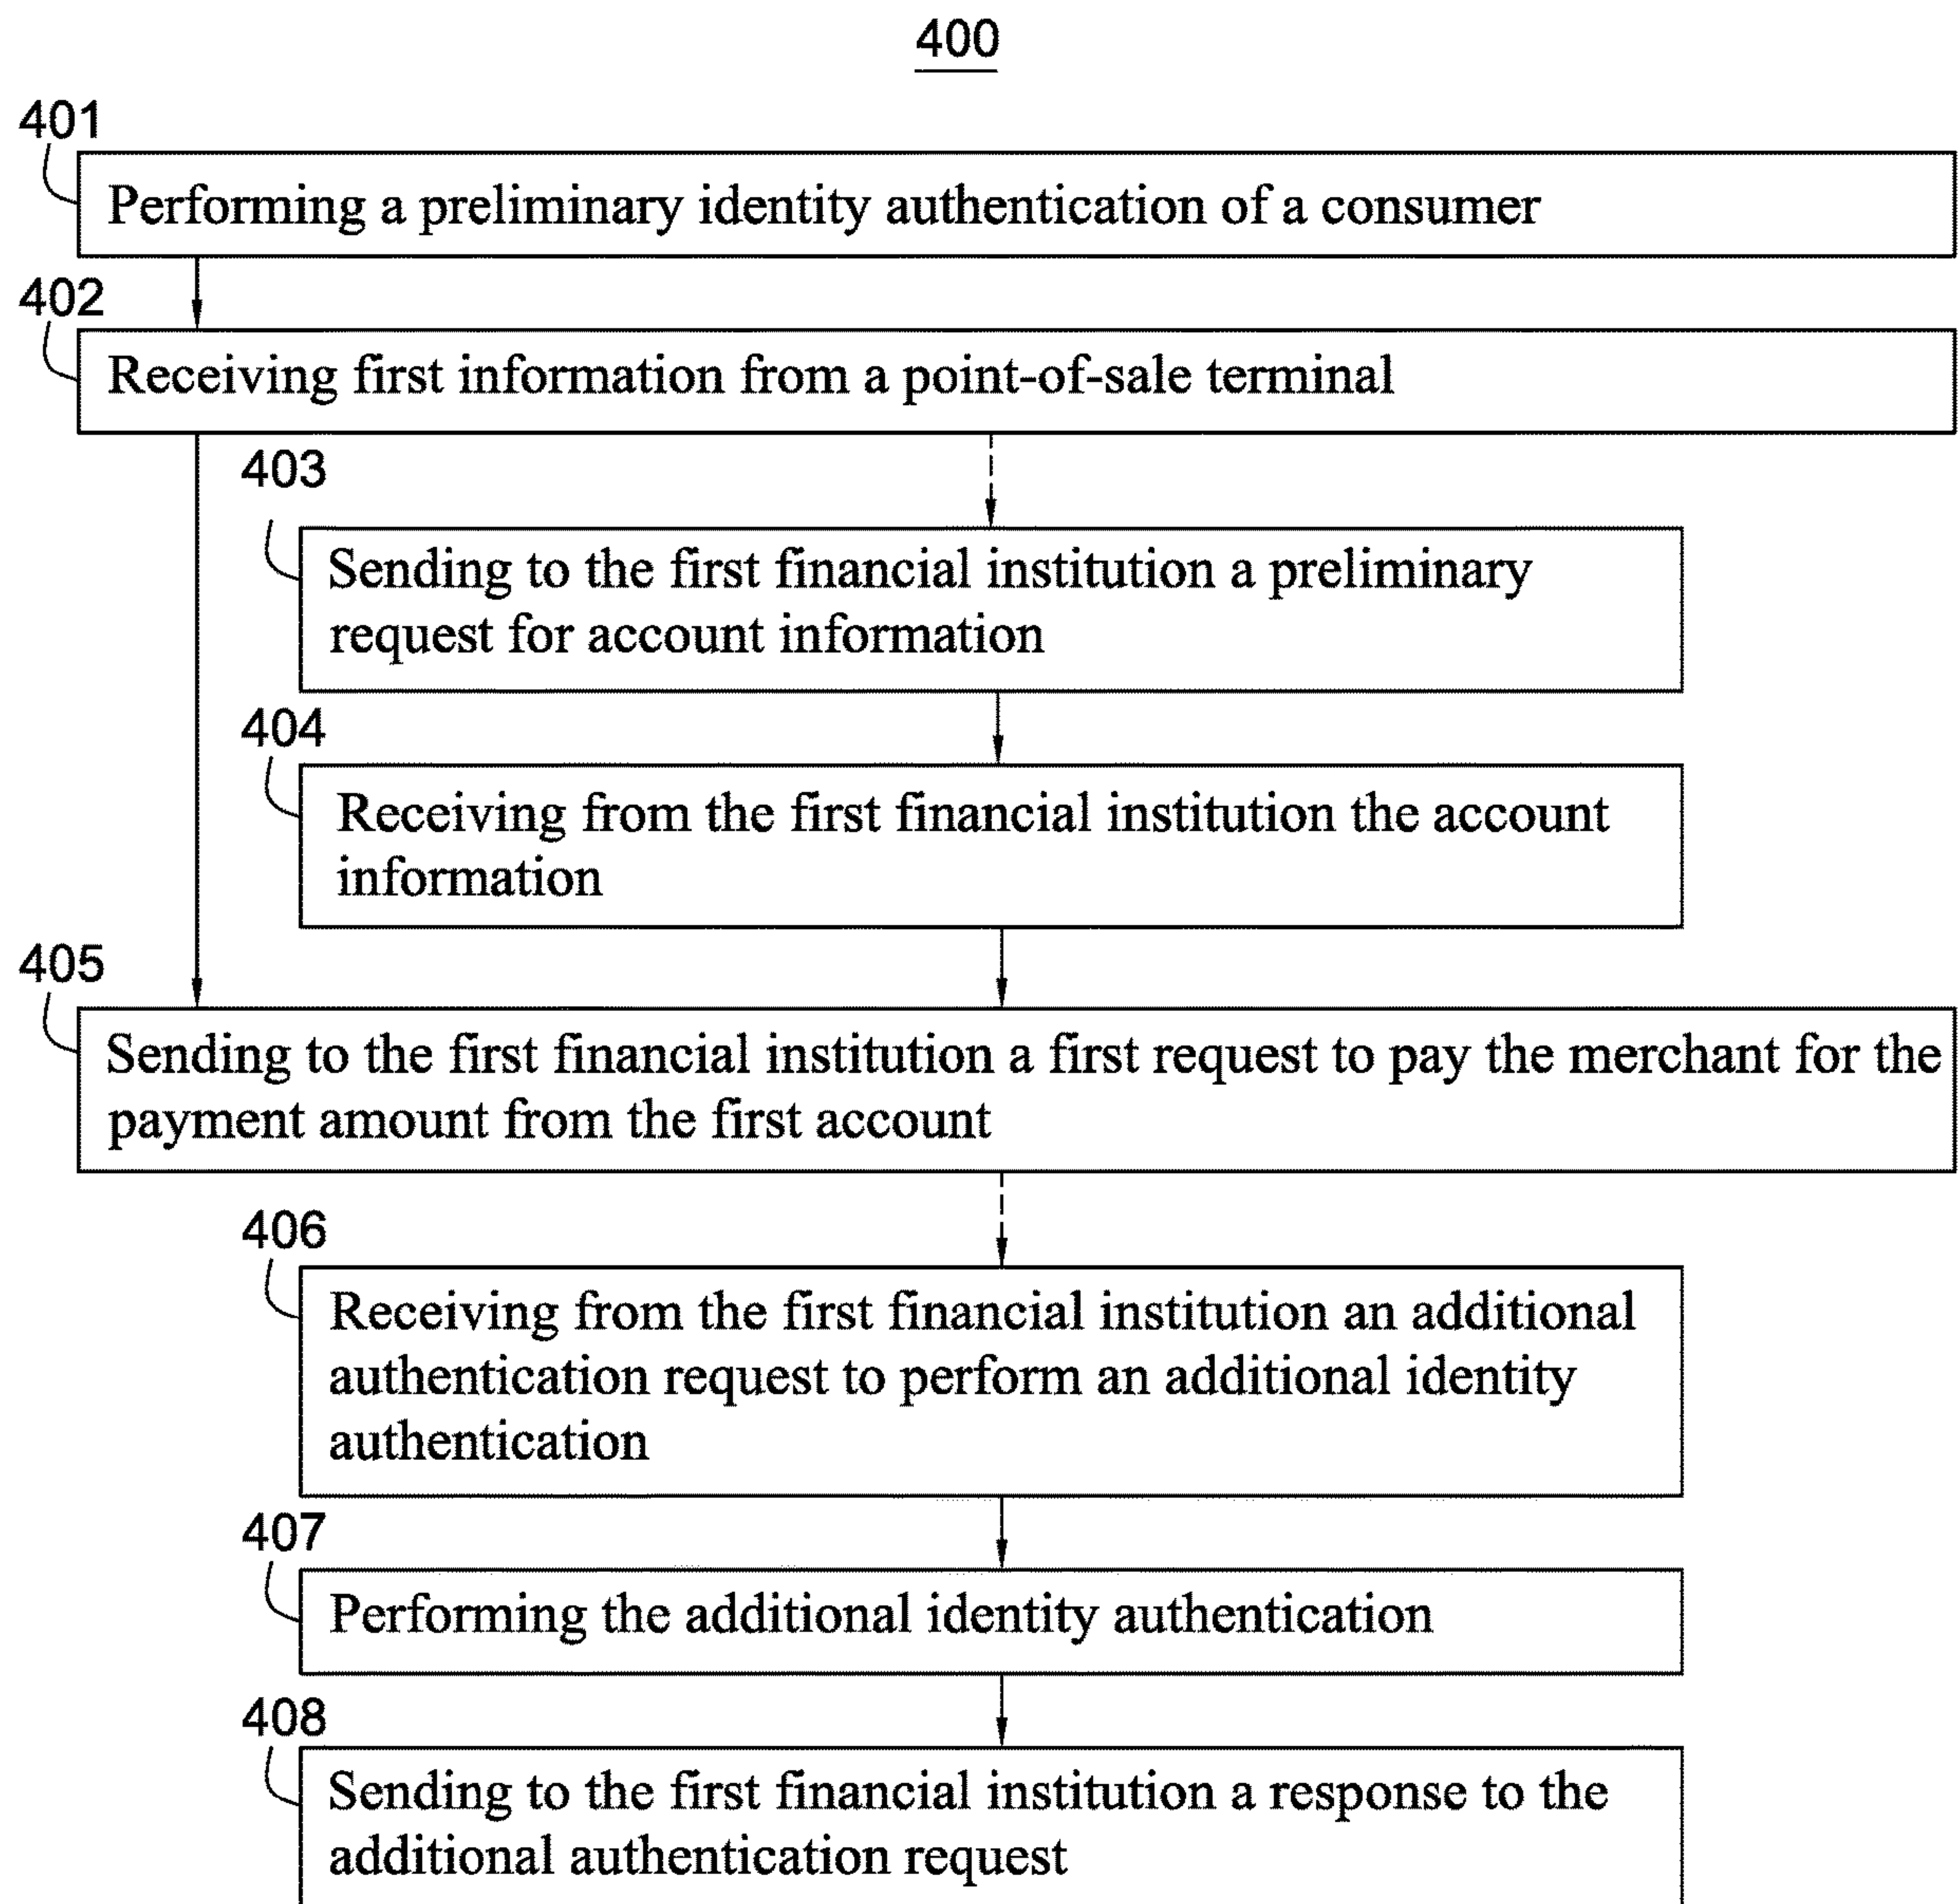 400
401
Performing a preliminary identity authentication of a consumer
402
Receiving first information from a point-of-sale terminal
403
Sending to the first financial institution a preliminary
request for account information
404
Receiving from the first financial institution the account
information
405
Sending to the first financial institution a first request to pay the merchant for the
payment amount from the first account
406
Receiving from the first financial institution an additional
authentication request to perform an additional identity
authentication
407
Performing the additional identity authentication
408
Sending to the first financial institution a response to the
additional authentication request